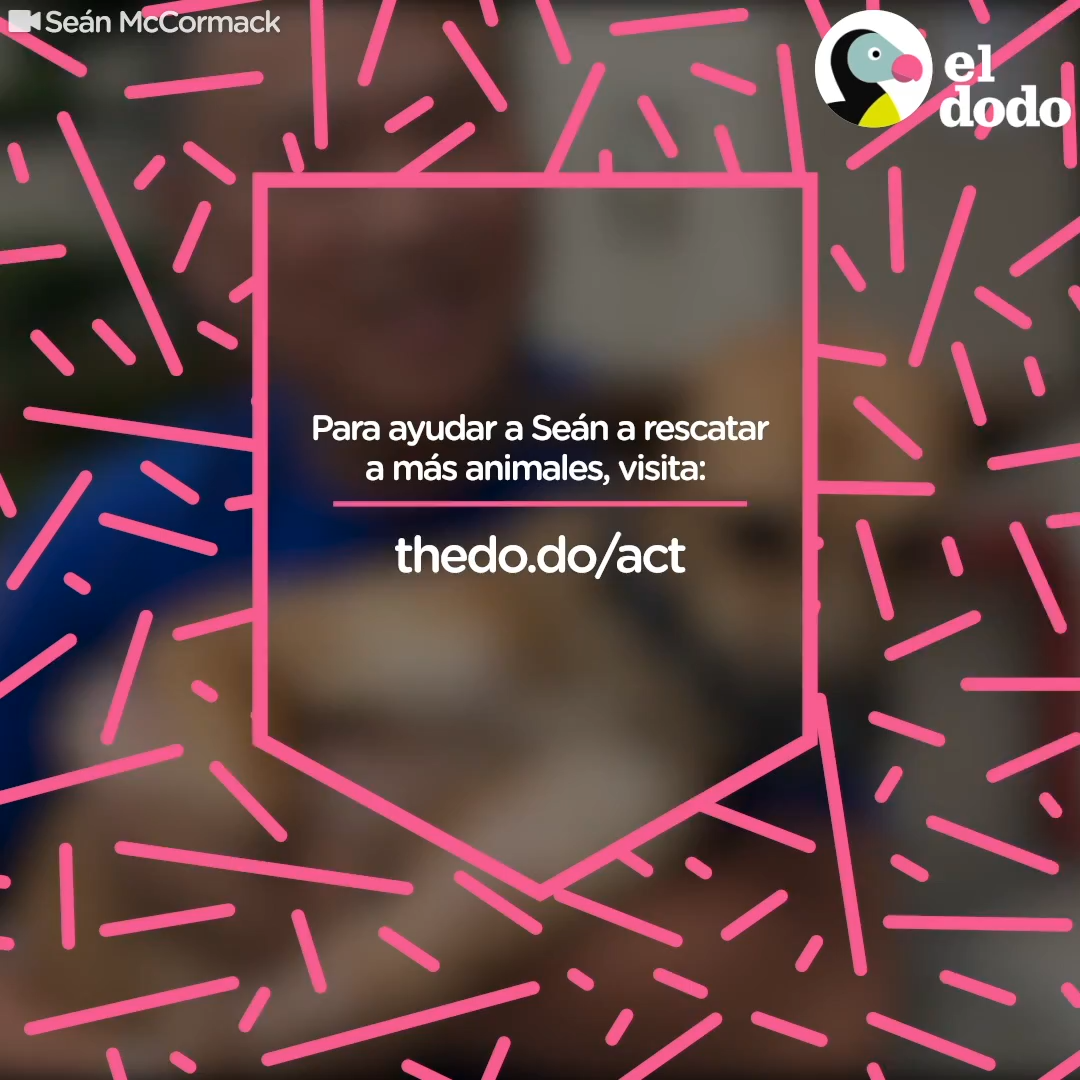 Seán McCormack
el
dodo
Para ayudar a Seán a rescatar
a más animales, visita:
thedo.do/act